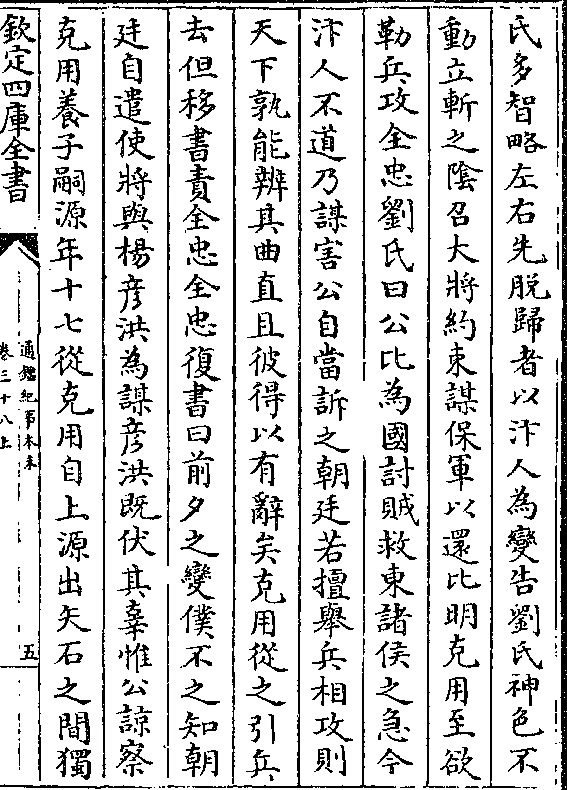 氏多智略左右先脱歸者以汴人為變告劉氏神色不
動立斬之陰召大將約束謀保軍以還比明克用至欲
勒兵攻全忠劉氏曰公比為國討賊救東諸侯之急今
汴人不道乃謀害公自當訴之朝廷若擅舉兵相攻則
天下孰能辨其曲直且彼得以有辭矣克用從之引兵
去但移書責全忠全忠復書曰前夕之變僕不之知朝
廷自遣使將與楊彦洪為謀彦洪既伏其辜惟公諒察
克用養子嗣源年十七從克用自上源出矢石之間獨
欽定四庫全書
通鑑紀事本末
卷三十八上
五